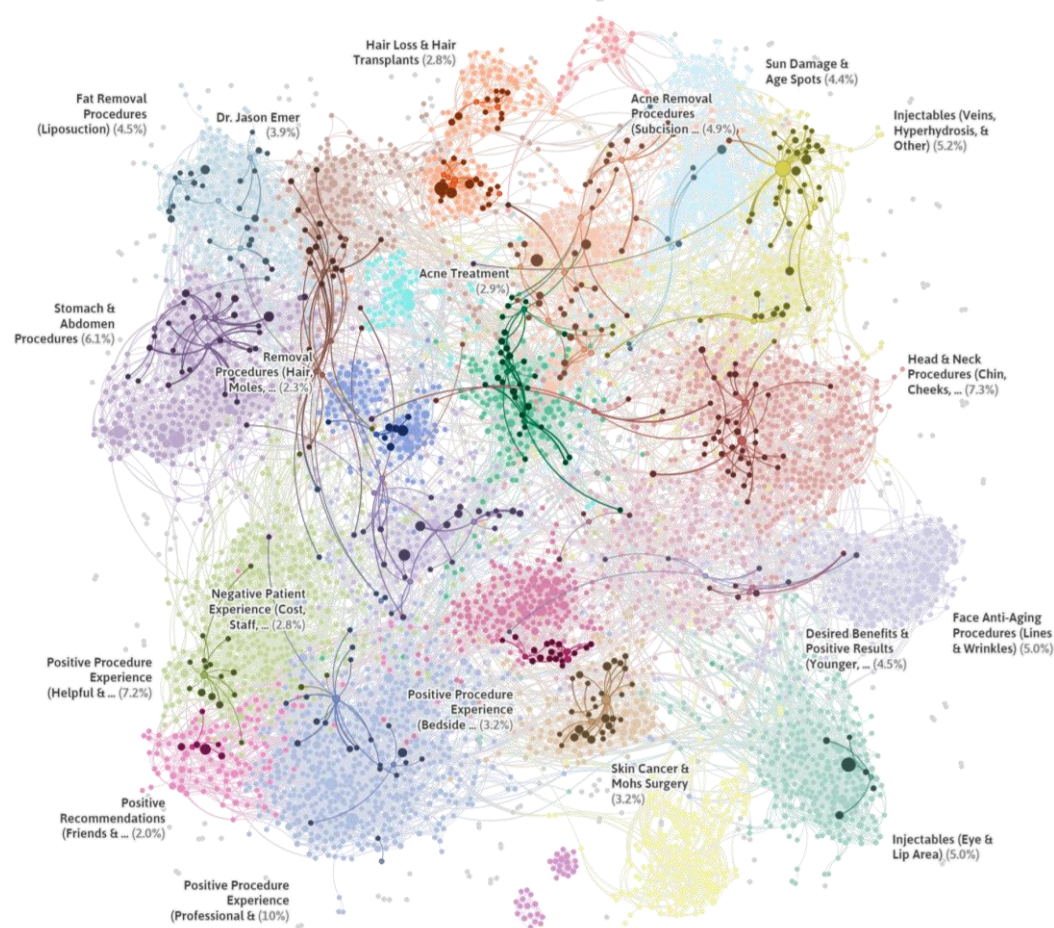 Hair Loss & Hair
Transplants (2.8%)
Sun Damage &
Age Spots (4.4%)
Fat Removal
Procedures
(Liposuction) (4.5%)
Dr. Jason Emer
(3.9%)
Acne Removal
Procedures
(Subcision ... (4.9%)
Injectables (Veins,
Hyperhydrosis, &
Other) (5.2%)
Acne Treatment
(2.9%)
Stomach &
Abdomen
Procedures (6.1%)
Removal
Procedures (Hair,
Moles, ... (2.3%)
Head & Neck
Procedures (Chin,
Cheeks, ... (7.3%)
Negative Patient
Experience (Cost,
Staff, ... (2.8%)
Face Anti-Aging
Procedures (Lines
& Wrinkles) (5.0%)
Desired Benefits &
Positive Results
(Younger, ... (4.5%)
Positive Procedure
Experience
(Helpful & ... (7.2%)
Positive Procedure
Experience
(Bedside ... (3.2%)
Skin Cancer &
Mohs Surgery
(3.2%)
Positive
Recommendations
(Friends & ... (2.0%)
Injectables (Eye &
Lip Area) (5.0%)
Positive Procedure
Experience
(Professional & (10%)